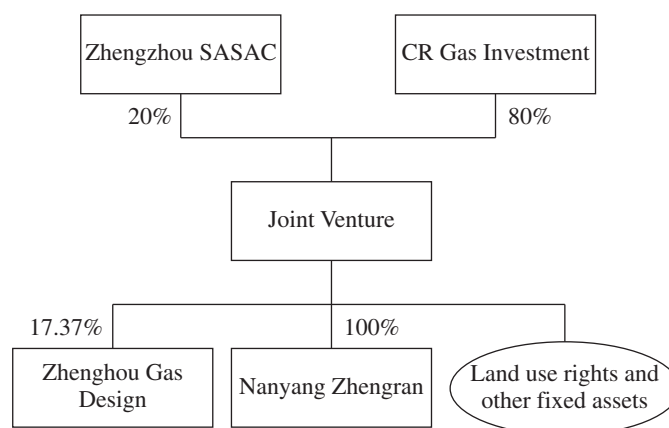 Zhengzhou SASAC
CR Gas Investment
20%
80%
Joint Venture
17.37%
100%
Zhenghou Gas
Design
Nanyang Zhengran
Land use rights and
other fixed assets